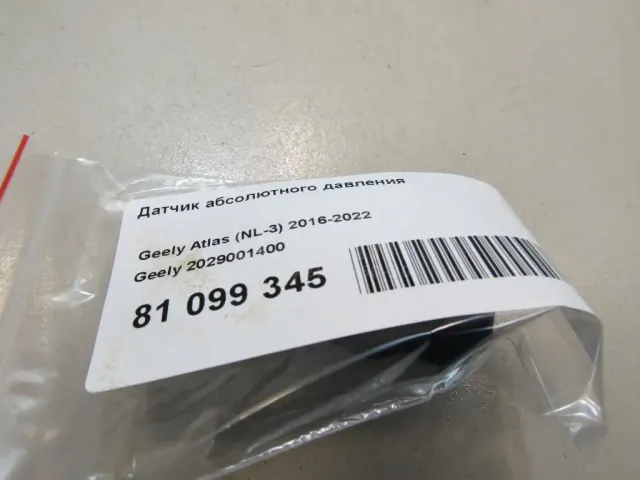 Датчик абсолютного давления
Geely Atlas (NL-3) 2016-2022
Geely 2029001400
81 099 345